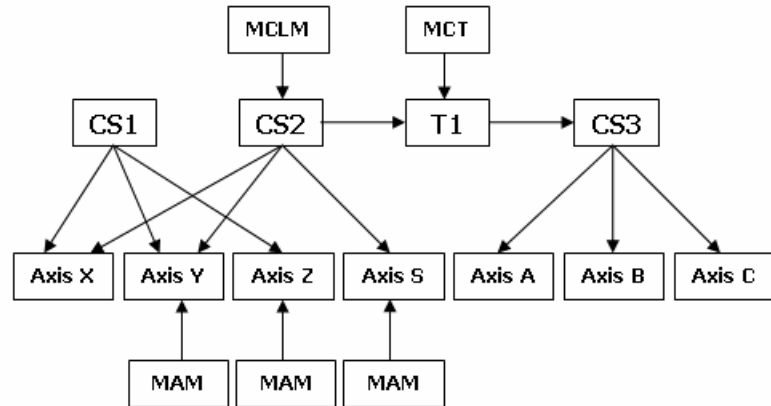 MCLM MCT
CS1 CS2 T1 CS3
Axis X Axis Y Axis Z Axis S Axis A Axis B Axis C
MAM MAM MAM